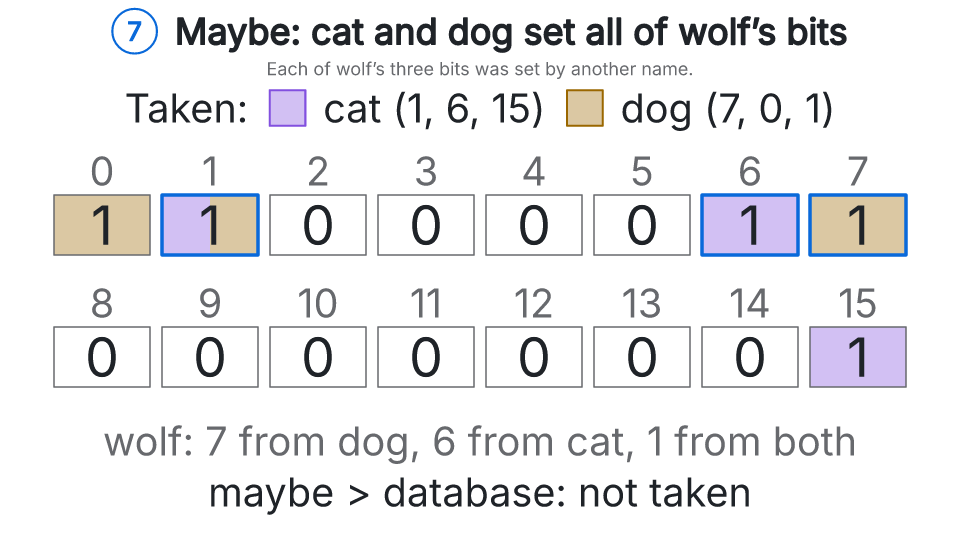 7 Maybe: cat and dog set all of wolf’s bits
Each of wolf’s three bits was set by another name.
Taken: cat (1, 6, 15) dog (7, 0, 1)
0 1 2 3 4 5 6 7
1 1 0 0 0 0 1 1
8 9 10 11 12 13 14 15
0 0 0 0 0 0 0 1
wolf: 7 from dog, 6 from cat, 1 from both
maybe > database: not taken